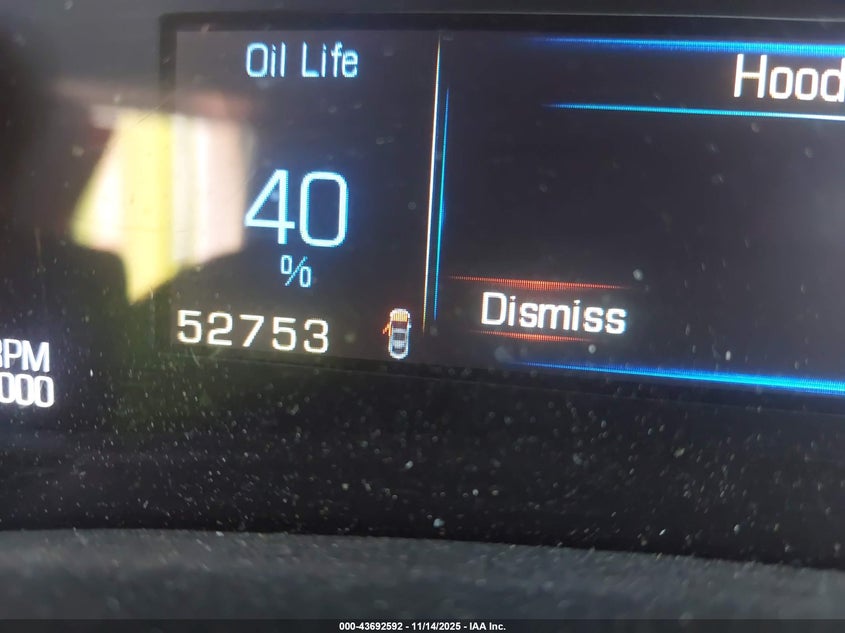 Oil Life
40
%
52753
Hood
Dismiss
RPM
000
000-43692592 - 11/14/2025 - IAA Inc.